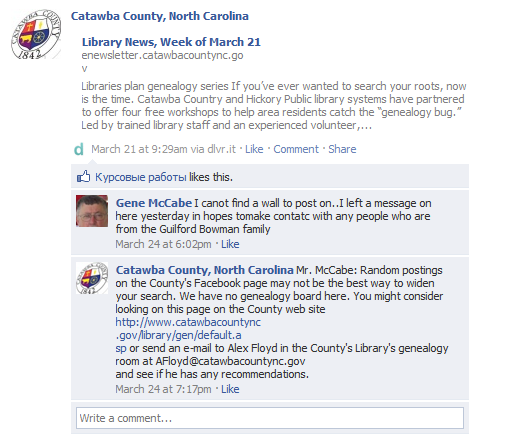 Catawba County, North Carolina
Library News, Week of March 21
enewsletter.catawbacountync.go
v
Libraries plan genealogy series If you've ever wanted to search your roots, now
is the time. Catawba Country and Hickory Public library systems have partnered
to offer four free workshops to help area residents catch the "genealogy bug."
Led by trained library staff and an experienced volunteer,...
d March 21 at 9:29am via dlvr.it · Like · Comment · Share
Курсовые работы likes this.
Gene McCabe I canot find a wall to post on..I left a message on
here yesterday in hopes tomake contatc with any people who are
from the Guilford Bowman family
March 24 at 6:02pm · Like
Catawba County, North Carolina Mr. McCabe: Random postings
on the County's Facebook page may not be the best way to widen
your search. We have no genealogy board here. You might consider
looking on this page on the County web site
http://www.catawbacountync
.gov/library/gen/default.a
sp or send an e-mail to Alex Floyd in the County's Library's genealogy
room at AFloyd@catawbacountync.gov
and see if he has any recommendations.
March 24 at 7:17pm · Like
Write a comment...
1842